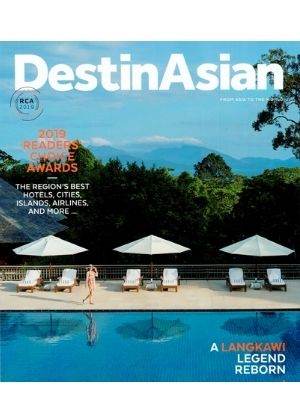 DestinAsian
FROM ASIA TO THE WORLD
RCA
2019
2019
READERS'
CHOICE
AWARDS
THE REGION'S BEST
HOTELS, CITIES,
ISLANDS, AIRLINES,
AND MORE ...
A LANGKAWI
LEGEND
REBORN